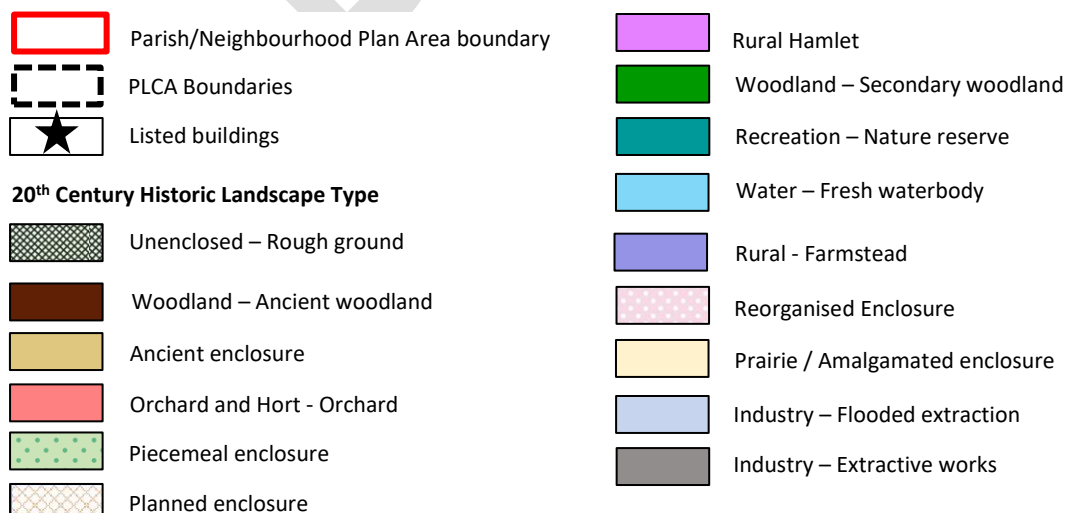 Parish/Neighbourhood Plan Area boundary
PLCA Boundaries
Listed buildings
20th Century Historic Landscape Type
Unenclosed – Rough ground
Woodland – Ancient woodland
Ancient enclosure
Orchard and Hort - Orchard
Piecemeal enclosure
Planned enclosure
Rural Hamlet
Woodland – Secondary woodland
Recreation – Nature reserve
Water – Fresh waterbody
Rural - Farmstead
Reorganised Enclosure
Prairie / Amalgamated enclosure
Industry – Flooded extraction
Industry – Extractive works